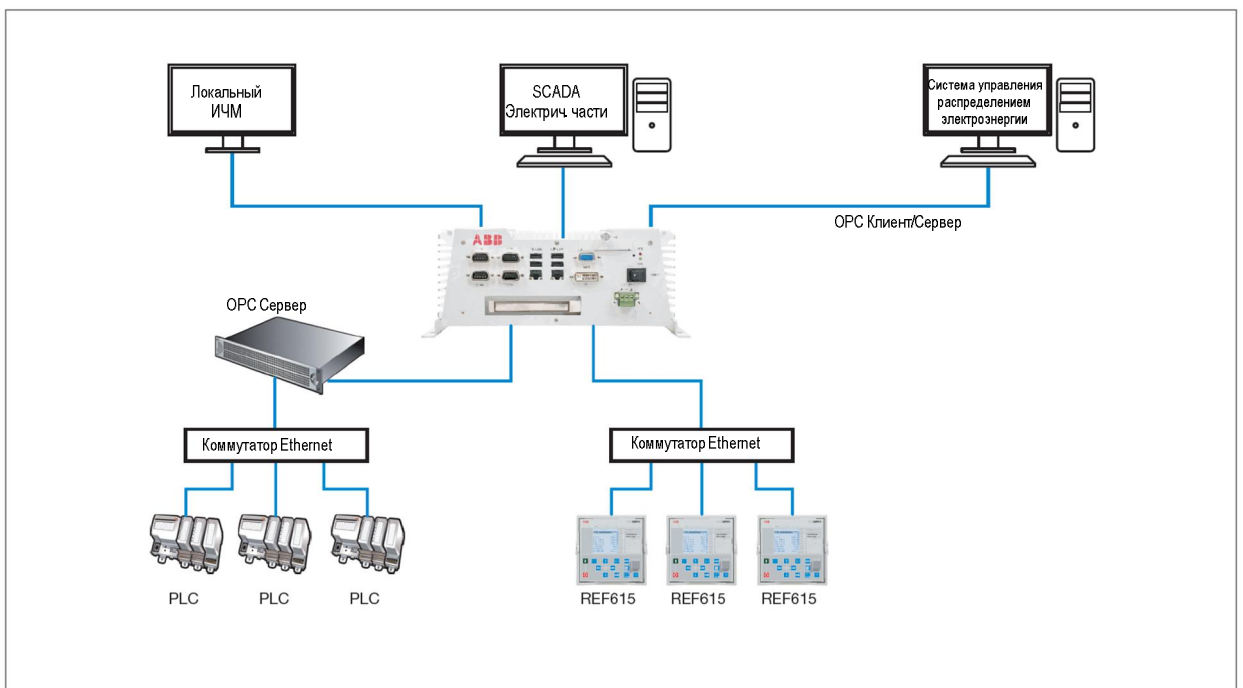 Локальный
ИЧМ
SCADA
Электрич. части
Система управления
распределением
электроэнергии
OPC Клиент/Сервер
ABB
OPC Сервер
Коммутатор Ethernet
Коммутатор Ethernet
PLC
PLC
PLC
REF615
REF615
REF615